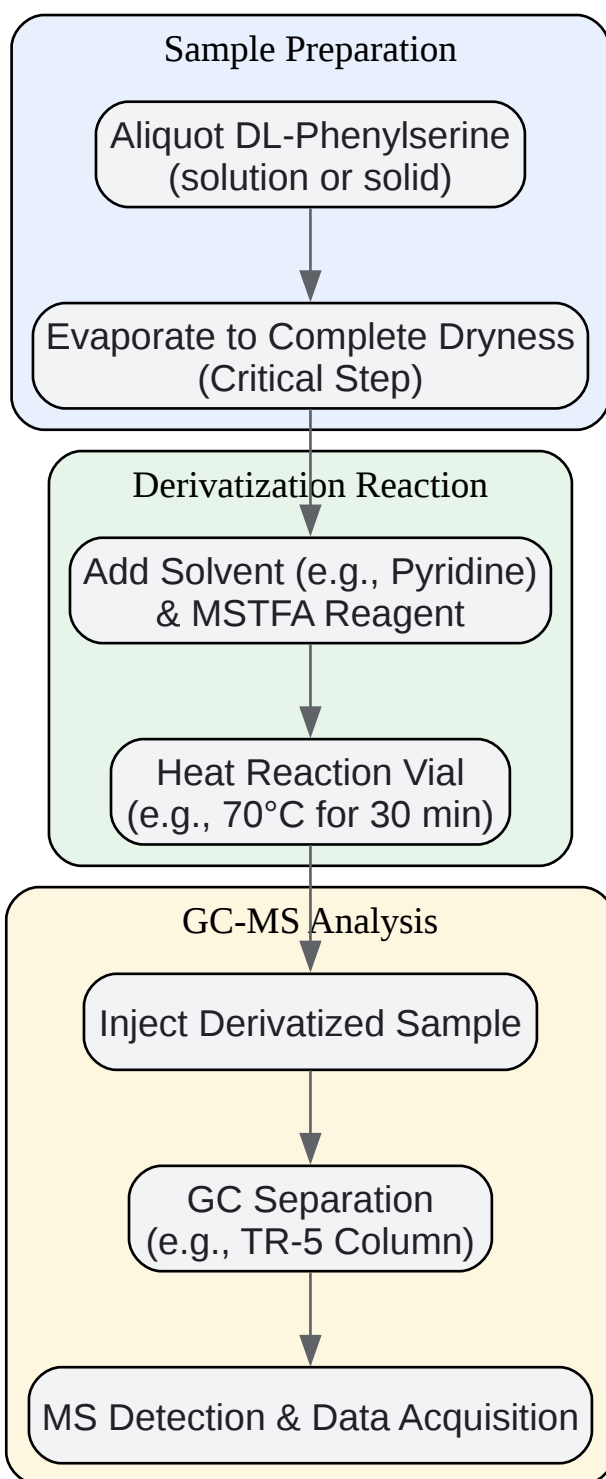 Sample Preparation
Aliquot DL-Phenylserine
(solution or solid)
Evaporate to Complete Dryness
(Critical Step)
Derivatization Reaction
Add Solvent (e.g., Pyridine)
& MSTFA Reagent
Heat Reaction Vial
(e.g., 70°C for 30 min)
GC-MS Analysis
Inject Derivatized Sample
GC Separation
(e.g., TR-5 Column)
MS Detection & Data Acquisition